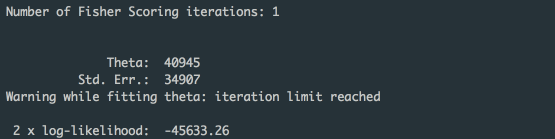 Number of Fisher Scoring iterations: 1
Theta: 40945
Std. Err.: 34907
Warning while fitting theta: iteration limit reached
2 x log-likelihood: -45633.26